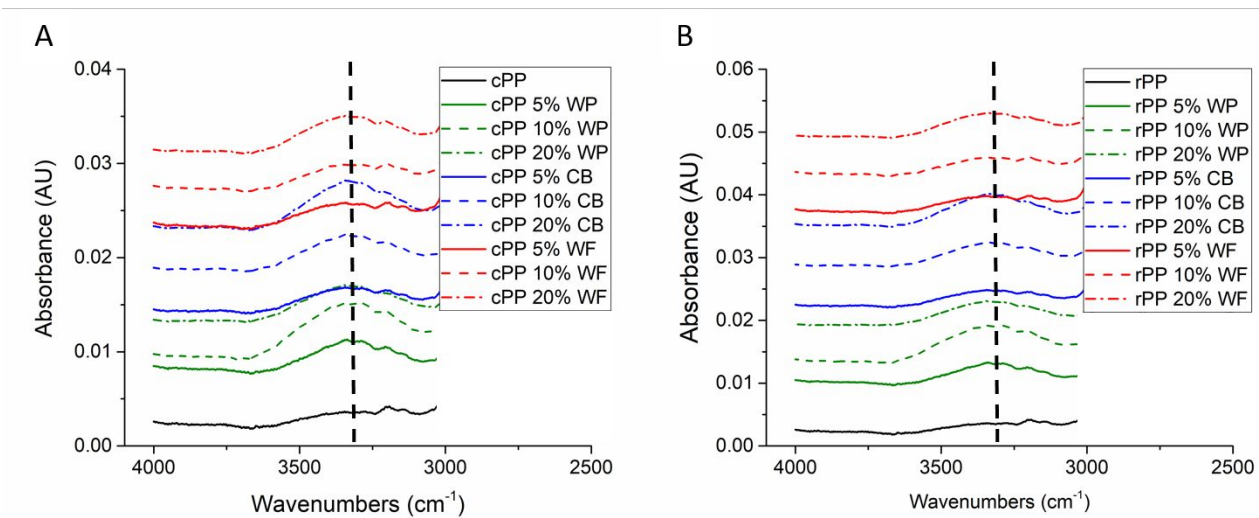 A
0.04
0.03
0.02
0.01
0.00
Absorbance (AU)
4000
3500
3000
2500
Wavenumbers (cm⁻¹)
cPP
cPP 5% WP
cPP 10% WP
cPP 20% WP
cPP 5% CB
cPP 10% CB
cPP 20% CB
cPP 5% WF
cPP 10% WF
cPP 20% WF
B
0.06
0.05
0.04
0.03
0.02
0.01
0.00
Absorbance (AU)
4000
3500
3000
2500
Wavenumbers (cm⁻¹)
rPP
rPP 5% WP
rPP 10% WP
rPP 20% WP
rPP 5% CB
rPP 10% CB
rPP 20% CB
rPP 5% WF
rPP 10% WF
rPP 20% WF